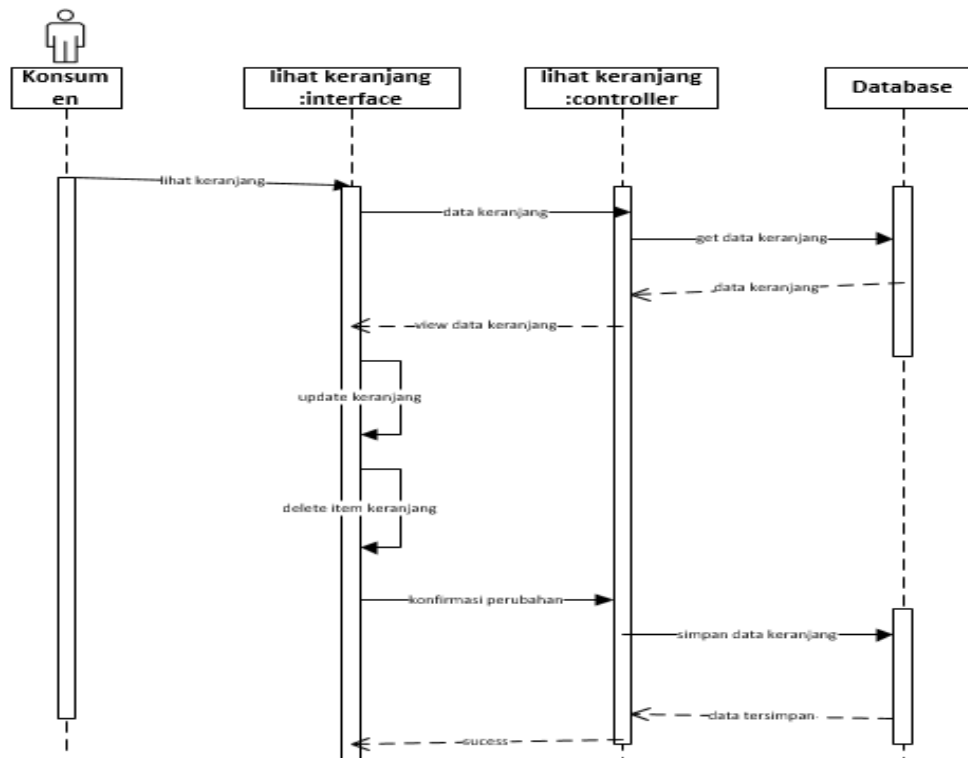 Konsum
en
lihat keranjang
:interface
lihat keranjang
:controller
Database
lihat keranjang
data keranjang
get data keranjang
data keranjang
view data keranjang
update keranjang
delete item keranjang
konfirmasi perubahan
simpan data keranjang
data tersimpan
sucess